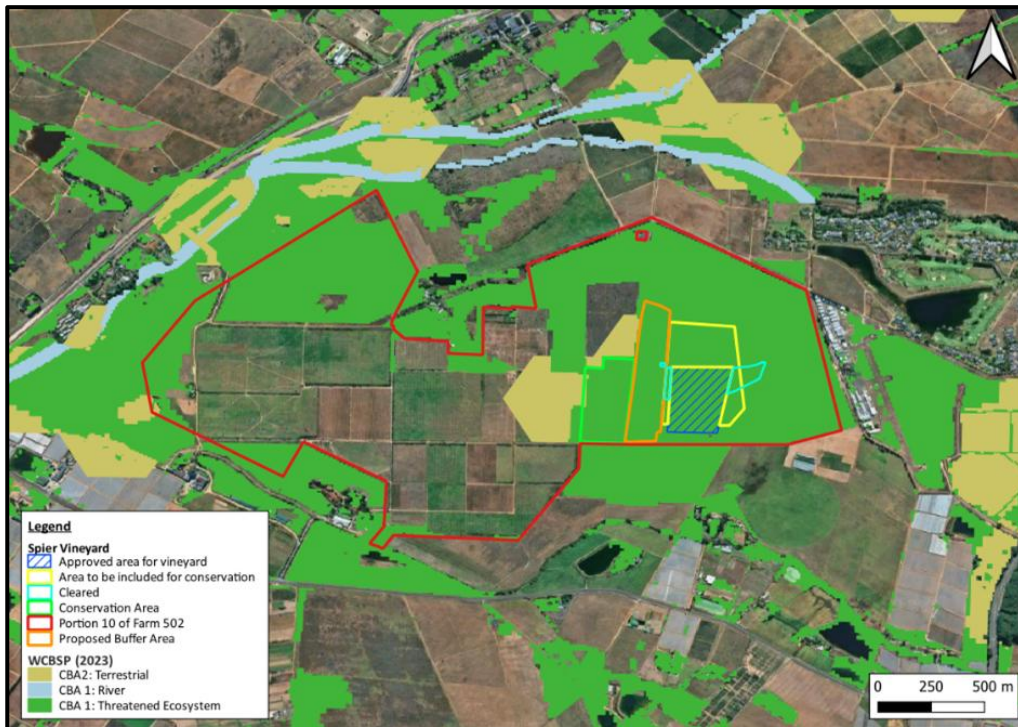 Legend
Spier Vineyard
Approved area for vineyard
Area to be included for conservation
Cleared
Conservation Area
Portion 10 of Farm 502
Proposed Buffer Area
WCBSP (2023)
CBA2: Terrestrial
CBA 1: River
CBA 1: Threatened Ecosystem
0 250 500 m